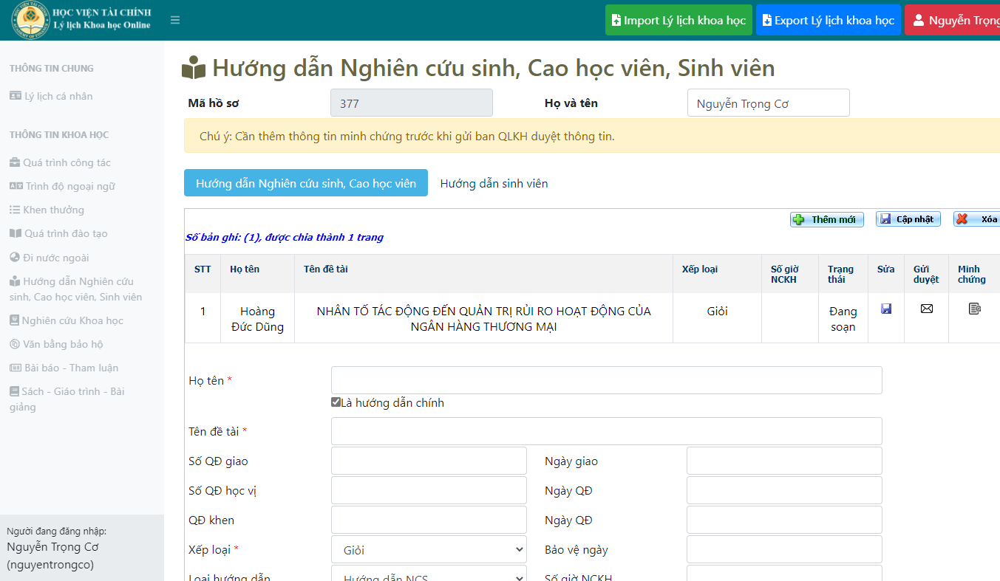 HỌC VIỆN TÀI CHÍNH
Lý lịch Khoa học Online
Import Lý lịch khoa học
Export Lý lịch khoa học
Nguyễn Trọng
THÔNG TIN CHUNG
Lý lịch cá nhân
THÔNG TIN KHOA HỌC
Quá trình công tác
Trình độ ngoại ngữ
Khen thưởng
Quá trình đào tạo
Đi nước ngoài
Hướng dẫn Nghiên cứu
sinh, Cao học viên, Sinh viên
Nghiên cứu Khoa học
Văn bằng bảo hộ
Bài báo - Tham luận
Sách - Giáo trình - Bài
giảng
Người đang đăng nhập:
Nguyễn Trọng Cơ
(nguyentrongco)
Hướng dẫn Nghiên cứu sinh, Cao học viên, Sinh viên
Mã hồ sơ 377 Họ và tên Nguyễn Trọng Cơ
Chú ý: Cần thêm thông tin minh chứng trước khi gửi ban QLKH duyệt thông tin.
Hướng dẫn Nghiên cứu sinh, Cao học viên Hướng dẫn sinh viên
Thêm mới Cập nhật Xóa
Số bản ghi: (1), được chia thành 1 trang
STT Họ tên Tên đề tài Xếp loại Số giờ NCKH Trạng thái Sửa Gửi duyệt Minh chứng
1 Hoàng Đức Dũng NHÂN TỐ TÁC ĐỘNG ĐẾN QUẢN TRỊ RỦI RO HOẠT ĐỘNG CỦA NGÂN HÀNG THƯƠNG MẠI Giỏi Đang soạn
Họ tên *
Là hướng dẫn chính
Tên đề tài *
Số QĐ giao Ngày giao
Số QĐ học vị Ngày QĐ
QĐ khen Ngày QĐ
Xếp loại * Giỏi Bảo vệ ngày
Loại hướng dẫn Hướng dẫn NCS Số giờ NCKH